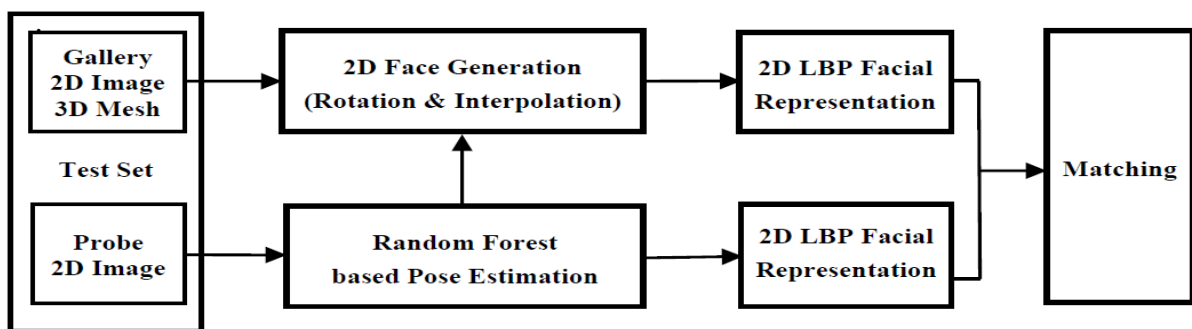 Gallery
2D Image
3D Mesh
Test Set
Probe
2D Image
2D Face Generation
(Rotation & Interpolation)
Random Forest
based Pose Estimation
2D LBP Facial
Representation
2D LBP Facial
Representation
Matching